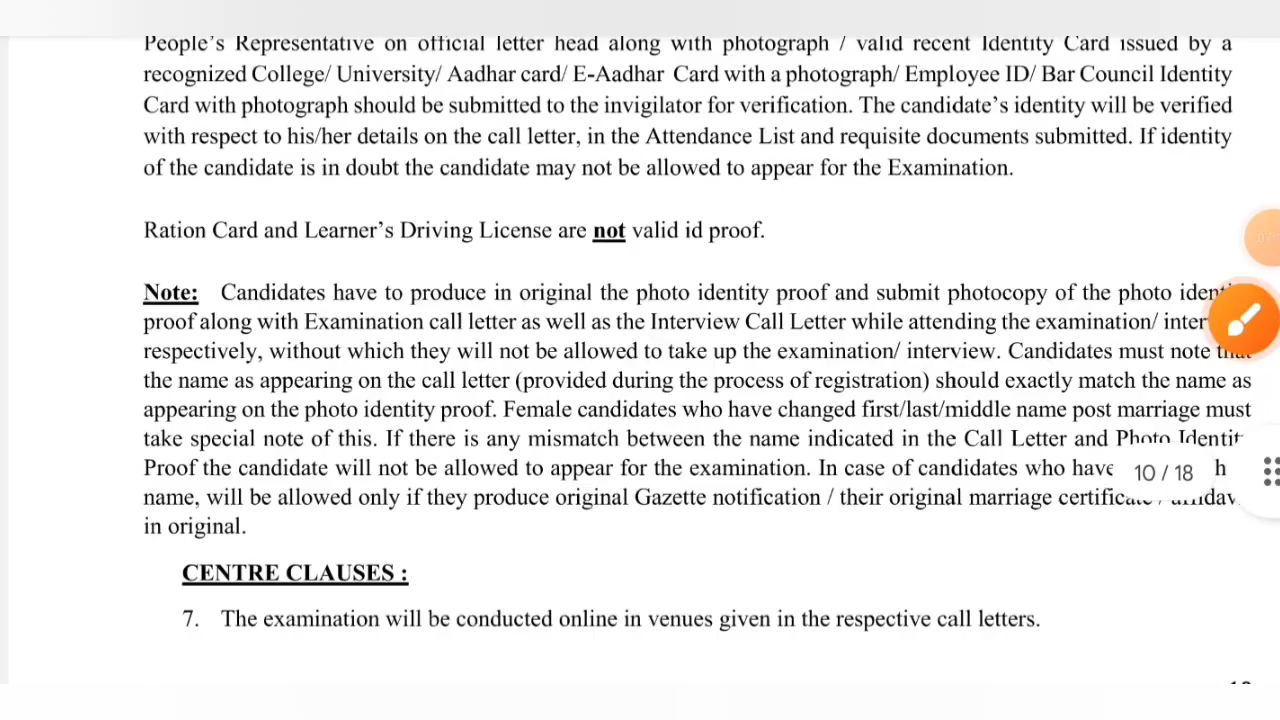 People's Representative on official letter head along with photograph / valid recent Identity Card issued by a
recognized College/ University/ Aadhar card/ E-Aadhar Card with a photograph/ Employee ID/ Bar Council Identity
Card with photograph should be submitted to the invigilator for verification. The candidate's identity will be verified
with respect to his/her details on the call letter, in the Attendance List and requisite documents submitted. If identity
of the candidate is in doubt the candidate may not be allowed to appear for the Examination.
Ration Card and Learner's Driving License are not valid id proof.
Note: Candidates have to produce in original the photo identity proof and submit photocopy of the photo
proof along with Examination call letter as well as the Interview Call Letter while attending the examination/
respectively, without which they will not be allowed to take up the examination/ interview. Candidates must note
the name as appearing on the call letter (provided during the process of registration) should exactly match the name as
appearing on the photo identity proof. Female candidates who have changed first/last/middle name post marriage must
take special note of this. If there is any mismatch between the name indicated in the Call Letter and Photo
Proof the candidate will not be allowed to appear for the examination. In case of candidates who have
10 / 18
name, will be allowed only if they produce original Gazette notification / their original marriage
in original.
CENTRE CLAUSES :
7. The examination will be conducted online in venues given in the respective call letters.